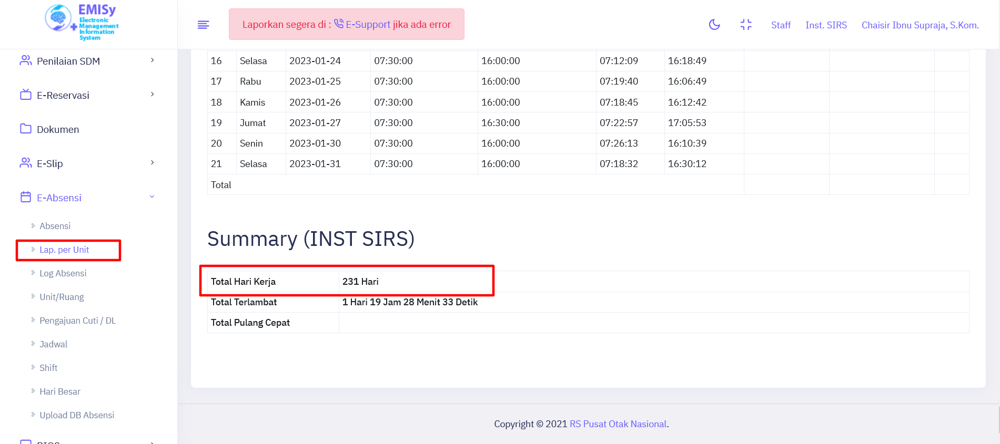 EMISy
Electronic
Management
Information
System
Laporkan segera di : E-Support jika ada error
Staff
Inst. SIRS
Chaisir Ibnu Supraja, S.Kom.
Penilaian SDM
E-Reservasi
Dokumen
E-Slip
E-Absensi
Absensi
Lap. per Unit
Log Absensi
Unit/Ruang
Pengajuan Cuti / DL
Jadwal
Shift
Hari Besar
Upload DB Absensi
16 Selasa 2023-01-24 07:30:00 16:00:00 07:12:09 16:18:49
17 Rabu 2023-01-25 07:30:00 16:00:00 07:19:40 16:06:49
18 Kamis 2023-01-26 07:30:00 16:00:00 07:18:45 16:12:42
19 Jumat 2023-01-27 07:30:00 16:30:00 07:22:57 17:05:53
20 Senin 2023-01-30 07:30:00 16:00:00 07:26:13 16:10:39
21 Selasa 2023-01-31 07:30:00 16:00:00 07:18:32 16:30:12
Total
Summary (INST SIRS)
Total Hari Kerja 231 Hari
Total Terlambat 1 Hari 19 Jam 28 Menit 33 Detik
Total Pulang Cepat
Copyright © 2021 RS Pusat Otak Nasional.